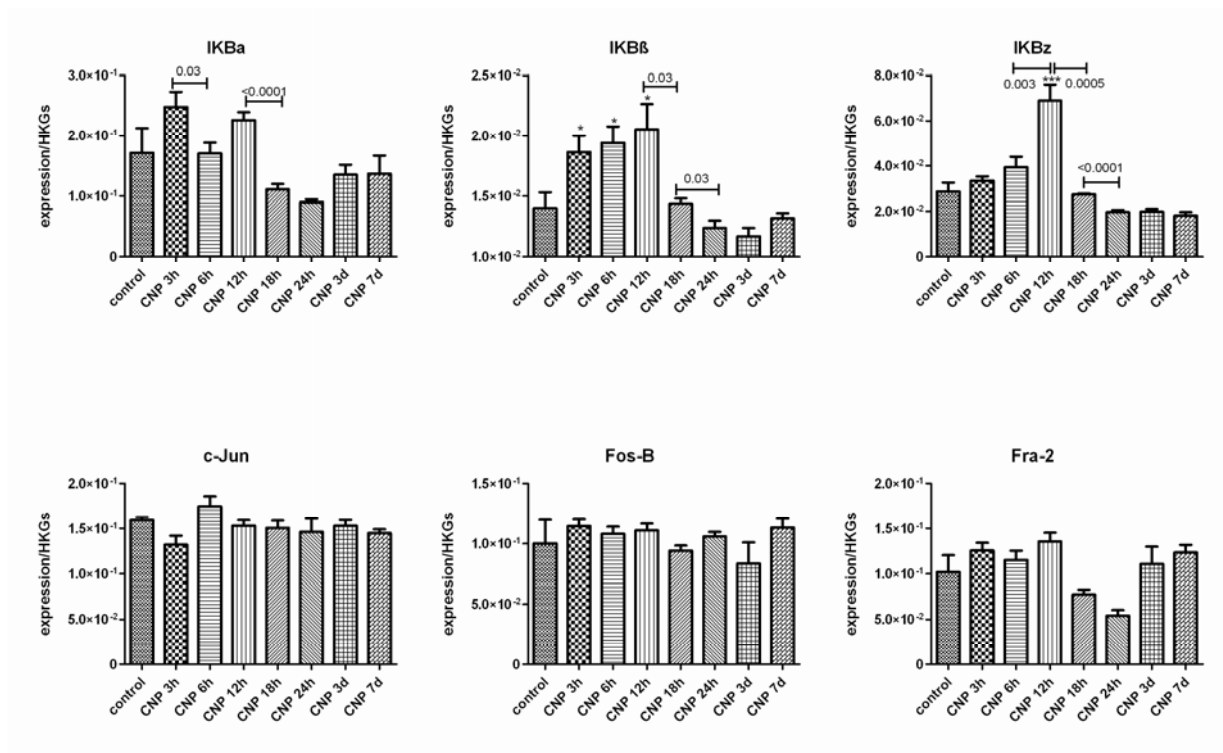 IKBa
expression/HKGs
3.0×10⁻¹
2.0×10⁻¹
1.0×10⁻¹
0
0.03
<0.0001
control
CNP 3h
CNP 6h
CNP 12h
CNP 18h
CNP 24h
CNP 3d
CNP 7d
IKBß
expression/HKGs
2.5×10⁻²
2.0×10⁻²
1.5×10⁻²
1.0×10⁻²
*
*
*
0.03
0.03
control
CNP 3h
CNP 6h
CNP 12h
CNP 18h
CNP 24h
CNP 3d
CNP 7d
IKBz
expression/HKGs
8.0×10⁻²
6.0×10⁻²
4.0×10⁻²
2.0×10⁻²
0
0.003 *** 0.0005
<0.0001
control
CNP 3h
CNP 6h
CNP 12h
CNP 18h
CNP 24h
CNP 3d
CNP 7d
c-Jun
expression/HKGs
2.0×10⁻¹
1.5×10⁻¹
1.0×10⁻¹
5.0×10⁻²
0
control
CNP 3h
CNP 6h
CNP 12h
CNP 18h
CNP 24h
CNP 3d
CNP 7d
Fos-B
expression/HKGs
1.5×10⁻¹
1.0×10⁻¹
5.0×10⁻²
0
control
CNP 3h
CNP 6h
CNP 12h
CNP 18h
CNP 24h
CNP 3d
CNP 7d
Fra-2
expression/HKGs
2.0×10⁻¹
1.5×10⁻¹
1.0×10⁻¹
5.0×10⁻²
0
control
CNP 3h
CNP 6h
CNP 12h
CNP 18h
CNP 24h
CNP 3d
CNP 7d